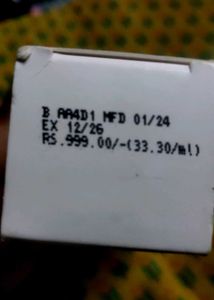 B AA4D1 MFD 01/24
EX 12/26
RS.999.00/-(33.30/ml)